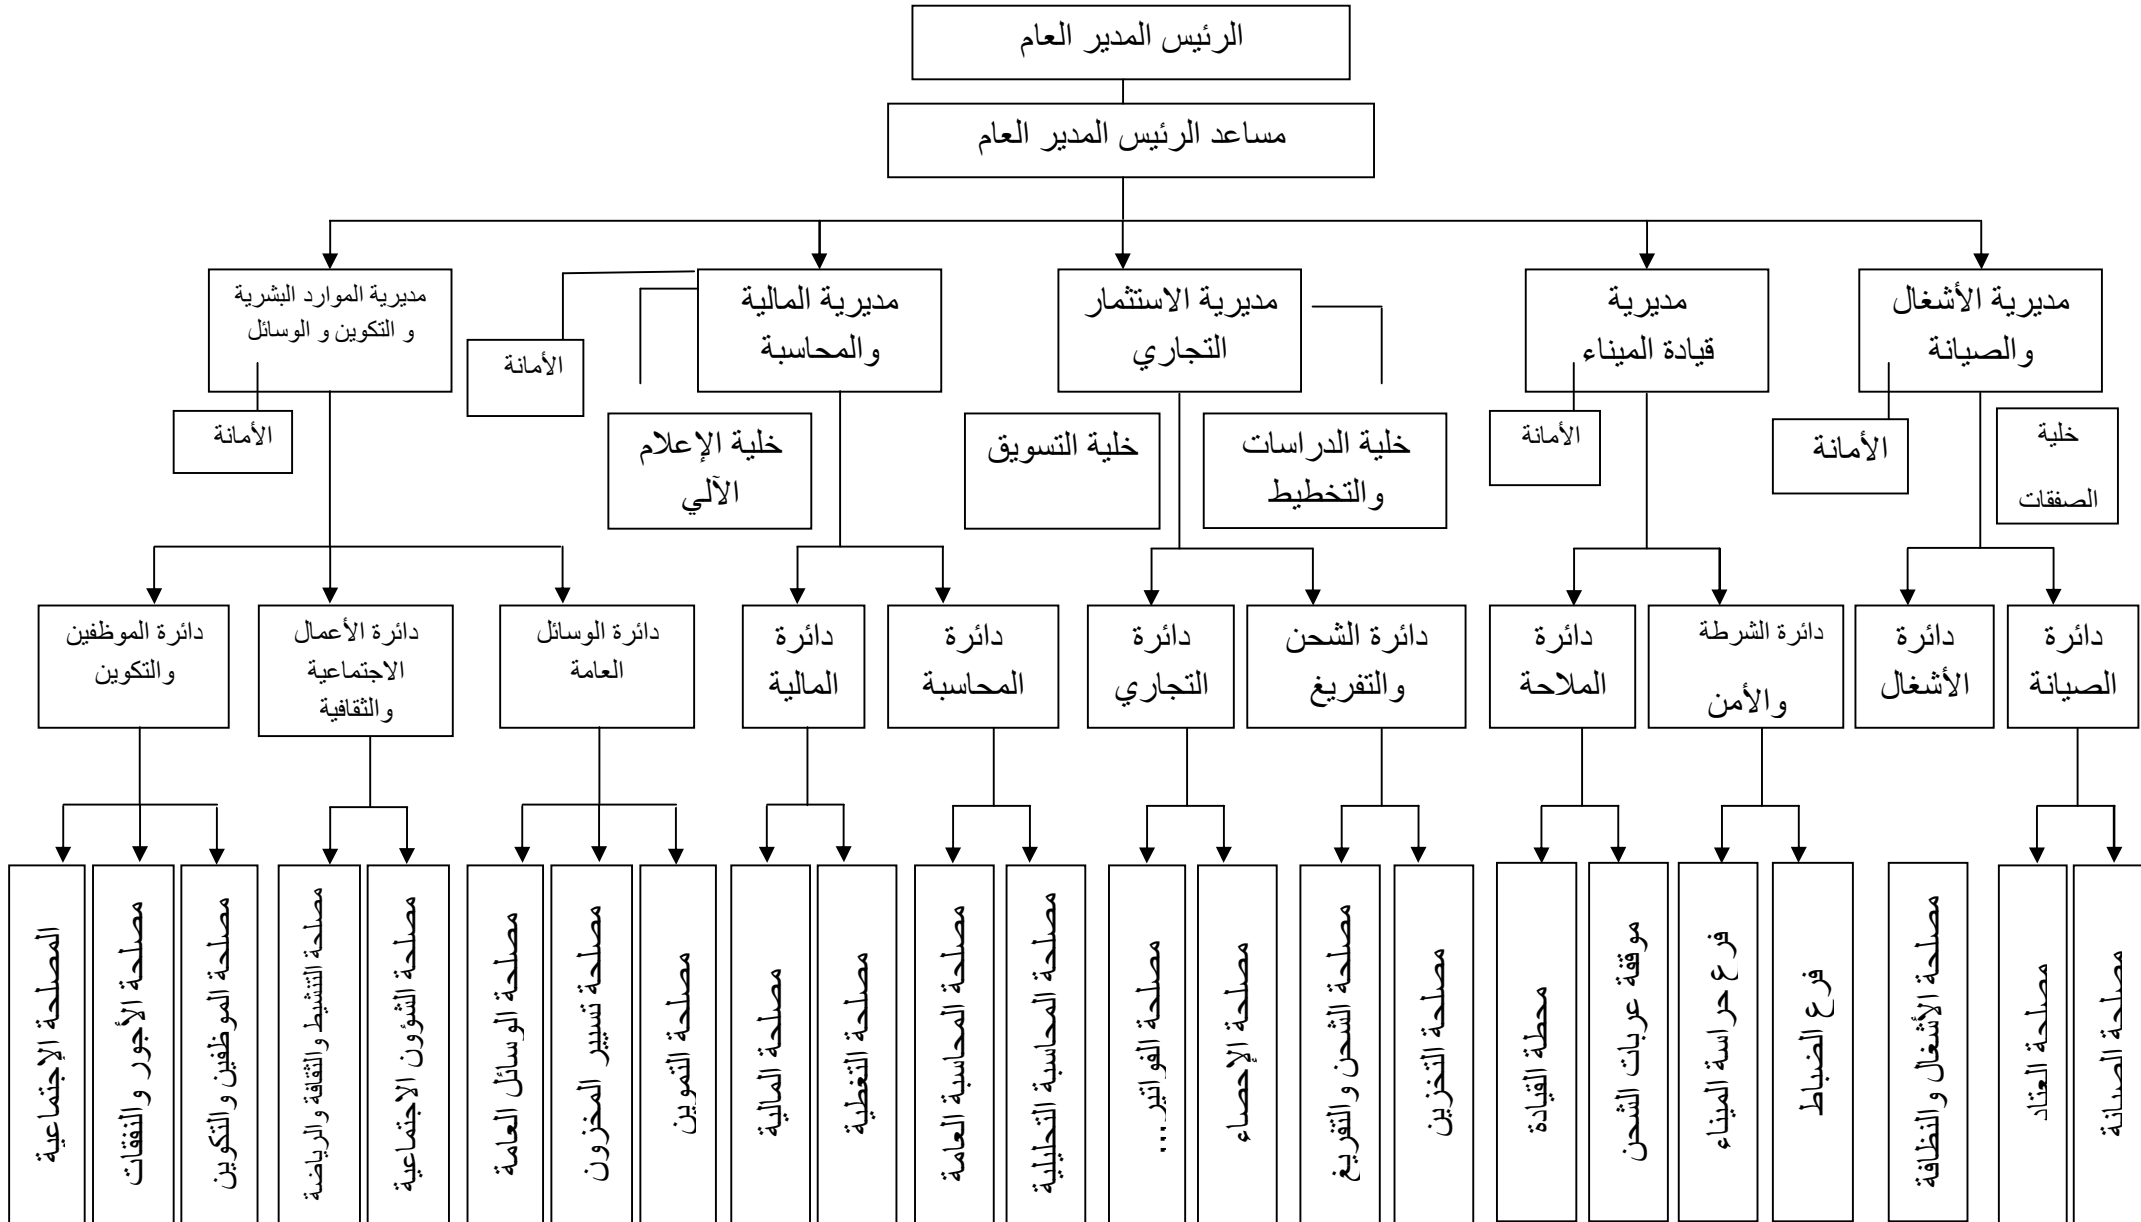 الرئيس المدير العام
مساعد الرئيس المدير العام
مديرية الأشغال
والصيانة
مديرية
قيادة الميناء
مديرية الاستثمار
التجاري
مديرية المالية
والمحاسبة
مديرية الموارد البشرية
و التكوين و الوسائل
خلية
الصفقات
الأمانة
الأمانة
خلية الدراسات
والتخطيط
خلية التسويق
خلية الإعلام
الآلي
الأمانة
الأمانة
دائرة
الصيانة
دائرة
الأشغال
دائرة الشرطة
والأمن
دائرة
الملاحة
دائرة الشحن
والتفريغ
دائرة
التجاري
دائرة
المحاسبة
دائرة
المالية
دائرة الوسائل
العامة
دائرة الأعمال
الاجتماعية
والثقافية
دائرة الموظفين
والتكوين
مصلحة الصيانة
مصلحة العتاد
مصلحة الأشغال والنظافة
فرع الضباط
فرع حراسة الميناء
موقفة عربات الشحن
محطة القيادة
مصلحة التخزين
مصلحة الشحن والتفريغ
مصلحة الإحصاء
مصلحة الفواتير....
مصلحة المحاسبة التحليلية
مصلحة المحاسبة العامة
مصلحة التغطية
مصلحة المالية
مصلحة التموين
مصلحة تسيير المخزون
مصلحة الوسائل العامة
مصلحة الشؤون الاجتماعية
مصلحة التنشيط والثقافة والرياضة
مصلحة الموظفين والتكوين
مصلحة الأجور والنفقات
المصلحة الإجتماعية